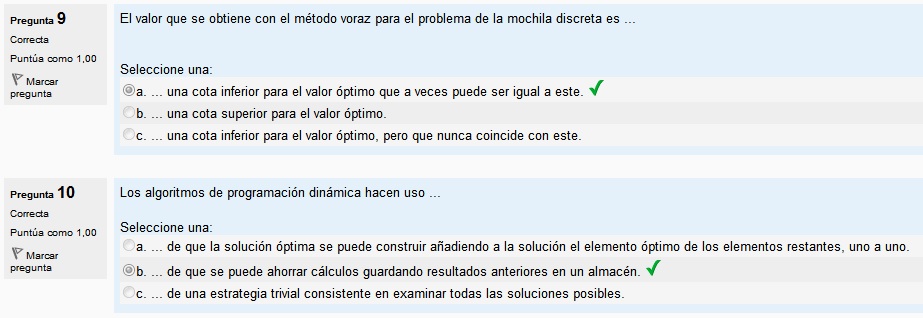 Pregunta 9
Correcta
Puntúa como 1,00
Marcar
pregunta
El valor que se obtiene con el método voraz para el problema de la mochila discreta es ...
Seleccione una:
a. ... una cota inferior para el valor óptimo que a veces puede ser igual a este.
b. ... una cota superior para el valor óptimo.
c. ... una cota inferior para el valor óptimo, pero que nunca coincide con este.
Pregunta 10
Correcta
Puntúa como 1,00
Marcar
pregunta
Los algoritmos de programación dinámica hacen uso ...
Seleccione una:
a. ... de que la solución óptima se puede construir añadiendo a la solución el elemento óptimo de los elementos restantes, uno a uno.
b. ... de que se puede ahorrar cálculos guardando resultados anteriores en un almacén.
c. ... de una estrategia trivial consistente en examinar todas las soluciones posibles.